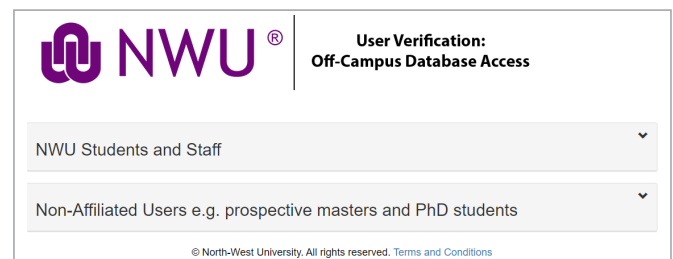 NWU ®
User Verification:
Off-Campus Database Access
NWU Students and Staff
Non-Affiliated Users e.g. prospective masters and PhD students
© North-West University. All rights reserved. Terms and Conditions